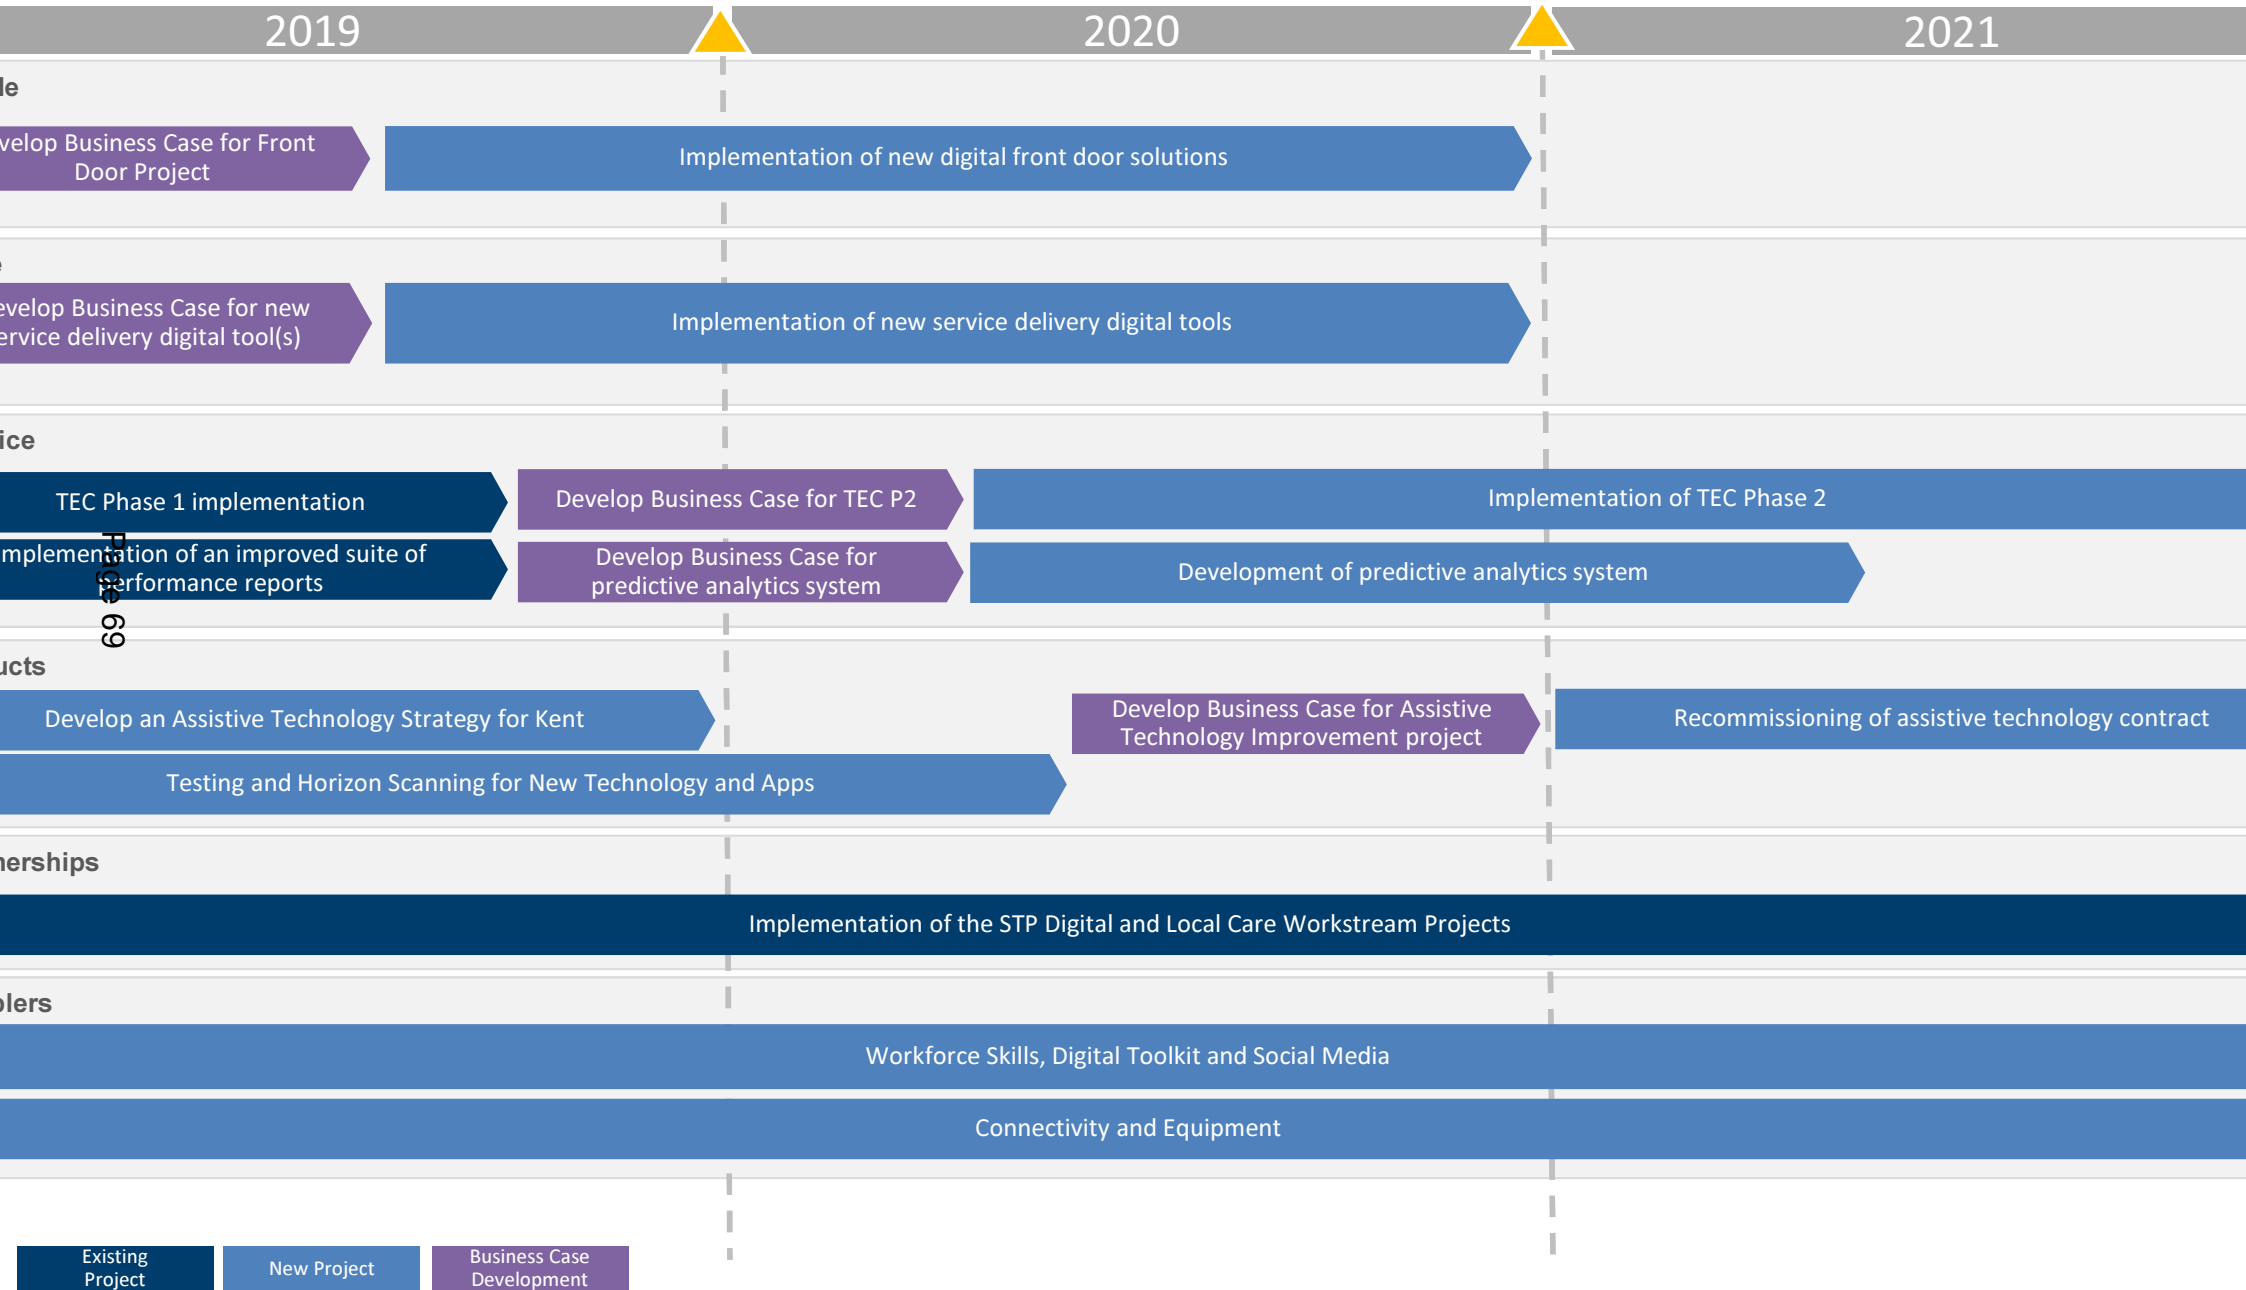 2019
2020
2021
le
velop Business Case for Front
Door Project
Implementation of new digital front door solutions
e
evelop Business Case for new
ervice delivery digital tool(s)
Implementation of new service delivery digital tools
ice
TEC Phase 1 implementation
Develop Business Case for TEC P2
Implementation of TEC Phase 2
mplementation of an improved suite of
performance reports
Develop Business Case for
predictive analytics system
Development of predictive analytics system
Page 69
ucts
Develop an Assistive Technology Strategy for Kent
Develop Business Case for Assistive
Technology Improvement project
Recommissioning of assistive technology contract
Testing and Horizon Scanning for New Technology and Apps
nerships
Implementation of the STP Digital and Local Care Workstream Projects
blers
Workforce Skills, Digital Toolkit and Social Media
Connectivity and Equipment
Existing
Project
New Project
Business Case
Development